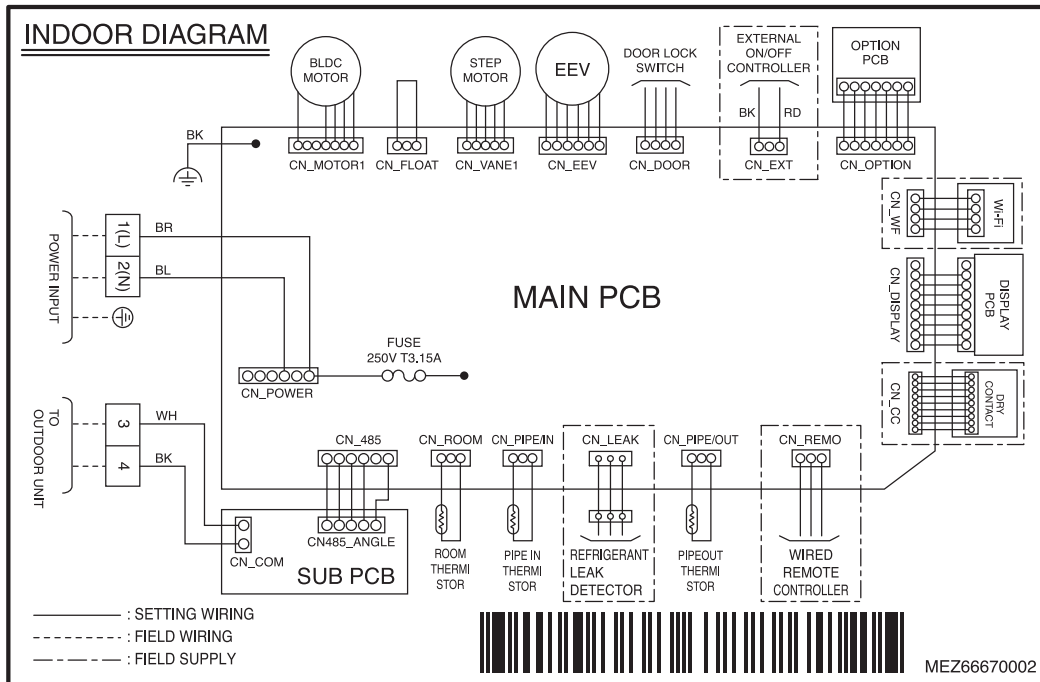 INDOOR DIAGRAM
BLDC
MOTOR
STEP
MOTOR
EEV
DOOR LOCK
SWITCH
EXTERNAL
ON/OFF
CONTROLLER
OPTION
PCB
BK
RD
BK
CN_MOTOR1
CN_FLOAT
CN_VANE1
CN_EEV
CN_DOOR
CN_EXT
CN_OPTION
CN_WF
Wi-Fi
POWER INPUT
1(L)
BR
2(N)
BL
MAIN PCB
CN_DISPLAY
DISPLAY
PCB
FUSE
250V T3.15A
CN_POWER
CN_CC
DRY
CONTACT
TO
OUTDOOR UNIT
3
WH
4
BK
CN_485
CN_ROOM
CN_PIPE/IN
CN_LEAK
CN_PIPE/OUT
CN_REMO
CN485_ANGLE
CN_COM
SUB PCB
ROOM
THERMI
STOR
PIPE IN
THERMI
STOR
REFRIGERANT
LEAK
DETECTOR
PIPEOUT
THERMI
STOR
WIRED
REMOTE
CONTROLLER
: SETTING WIRING
: FIELD WIRING
: FIELD SUPPLY
MEZ66670002